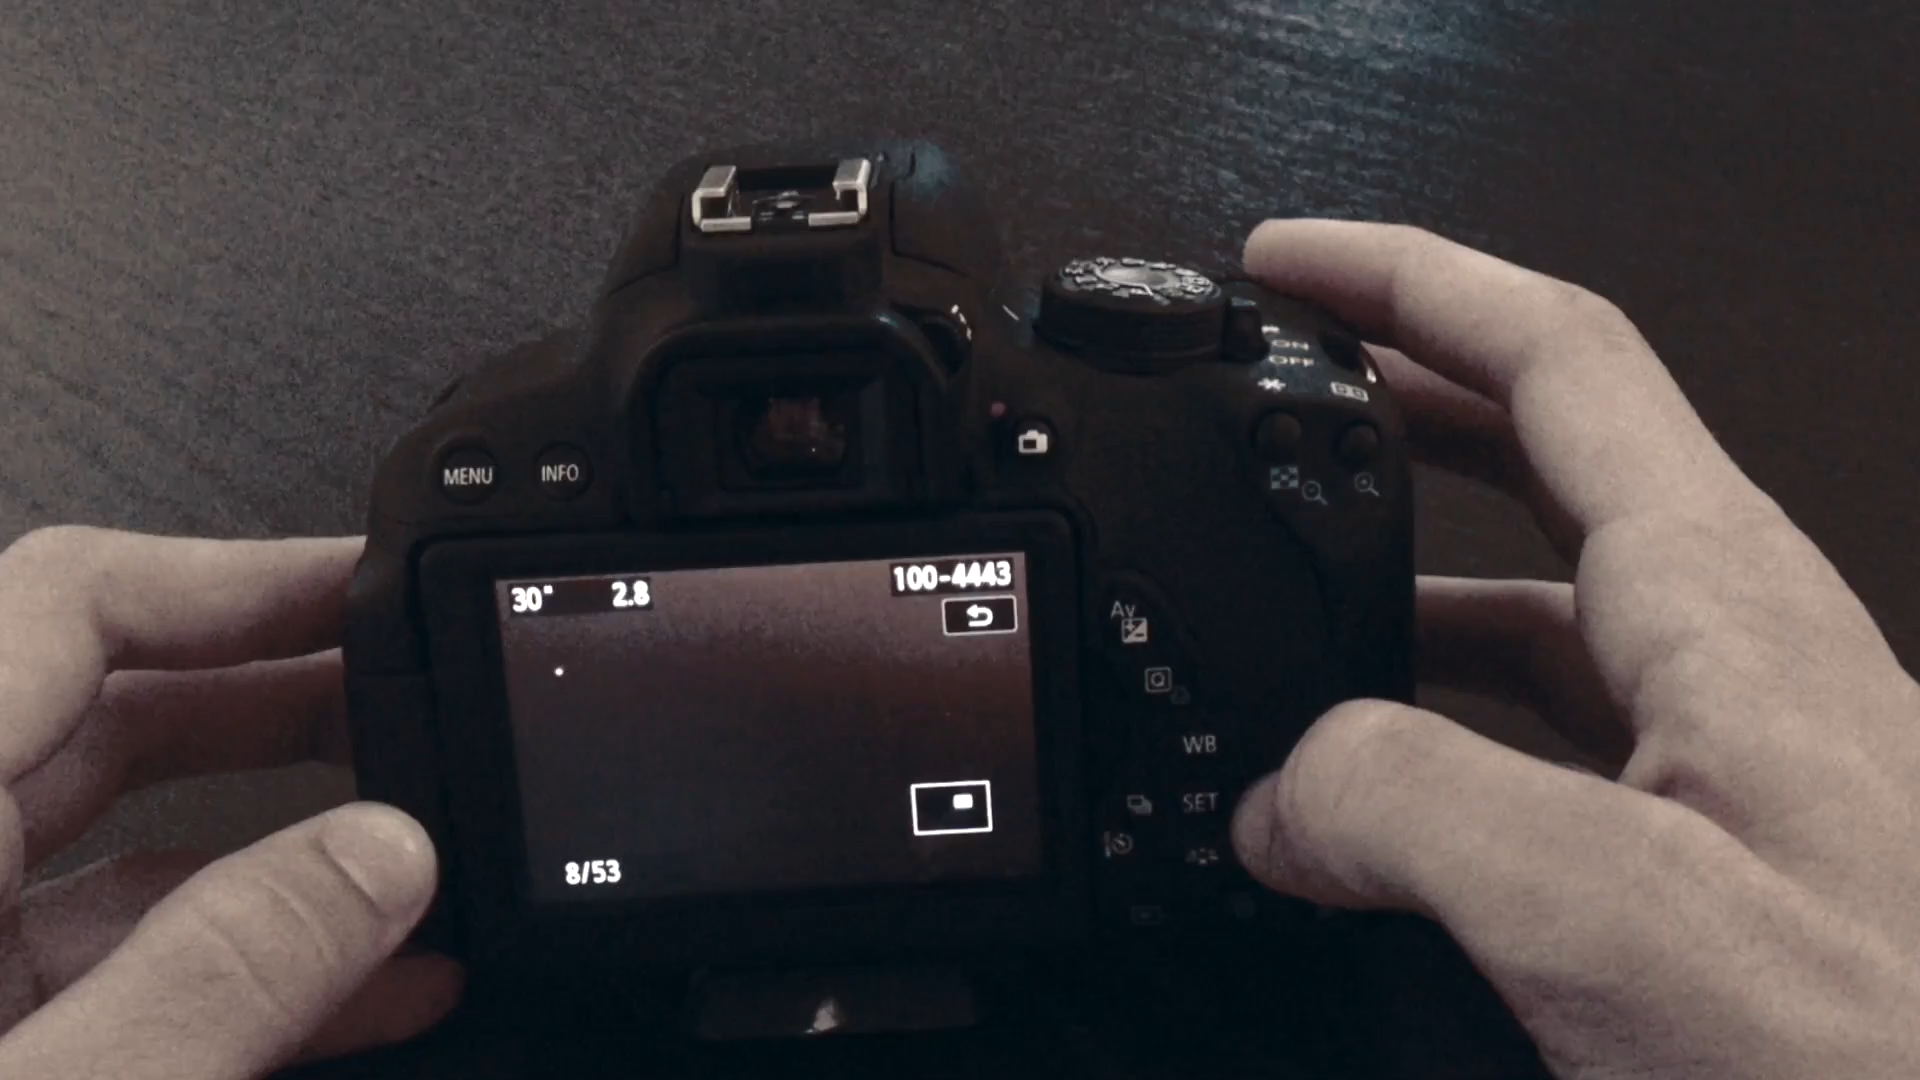 ON
OFF
MENU
INFO
30" 2.8
100-4443
Av
Q
WB
SET
8/53